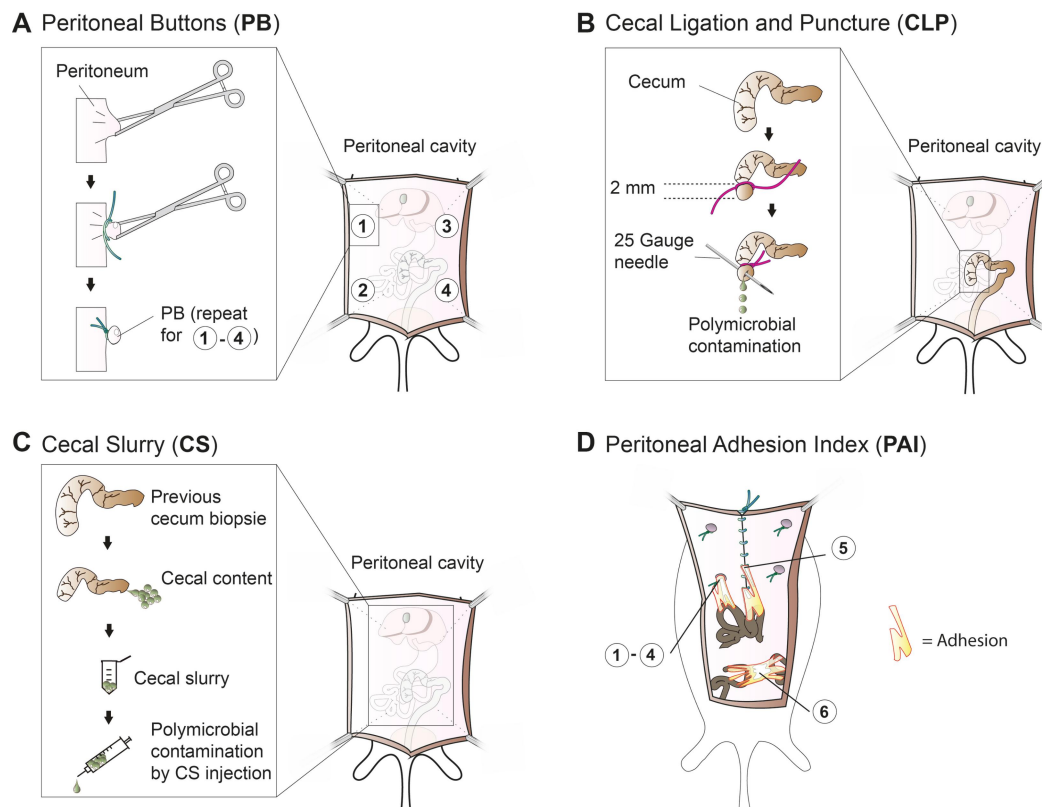 A Peritoneal Buttons (PB)
Peritoneum
Peritoneal cavity
1
3
2
4
PB (repeat
for 1 - 4)
B Cecal Ligation and Puncture (CLP)
Cecum
Peritoneal cavity
2 mm
25 Gauge
needle
Polymicrobial
contamination
C Cecal Slurry (CS)
Previous
cecum biopsie
Cecal content
Peritoneal cavity
Cecal slurry
Polymicrobial
contamination
by CS injection
D Peritoneal Adhesion Index (PAI)
5
1 - 4
= Adhesion
6